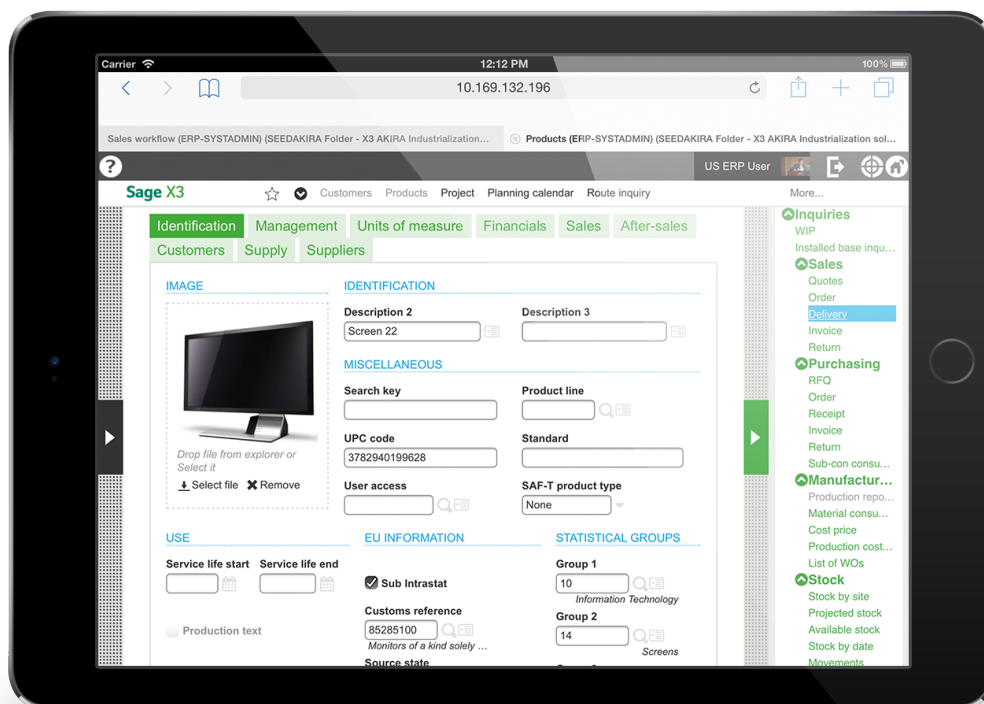 Carrier 12:12 PM 100%
10.169.132.196
Sales workflow (ERP-SYSTADMIN) (SEEDAKIRA Folder - X3 AKIRA Industrialization... Products (ERP-SYSTADMIN) (SEEDAKIRA Folder - X3 AKIRA Industrialization sol...
? US ERP User
Sage X3 Customers Products Project Planning calendar Route inquiry More...
Identification Management Units of measure Financials Sales After-sales
Customers Supply Suppliers
IMAGE
Drop file from explorer or
Select it
Select file Remove
IDENTIFICATION
Description 2 Description 3
Screen 22
MISCELLANEOUS
Search key Product line
UPC code Standard
3782940199628
User access SAF-T product type
None
USE
Service life start Service life end
Production text
EU INFORMATION
Sub Intrastat
Customs reference
85285100
Monitors of a kind solely ...
Source state
STATISTICAL GROUPS
Group 1
10
Information Technology
Group 2
14
Screens
Inquiries
WIP
Installed base inqu...
Sales
Quotes
Order
Delivery
Invoice
Return
Purchasing
RFQ
Order
Receipt
Invoice
Return
Sub-con consu...
Manufactur...
Production repo...
Material consu...
Cost price
Production cost...
List of WOs
Stock
Stock by site
Projected stock
Available stock
Stock by date
Movements